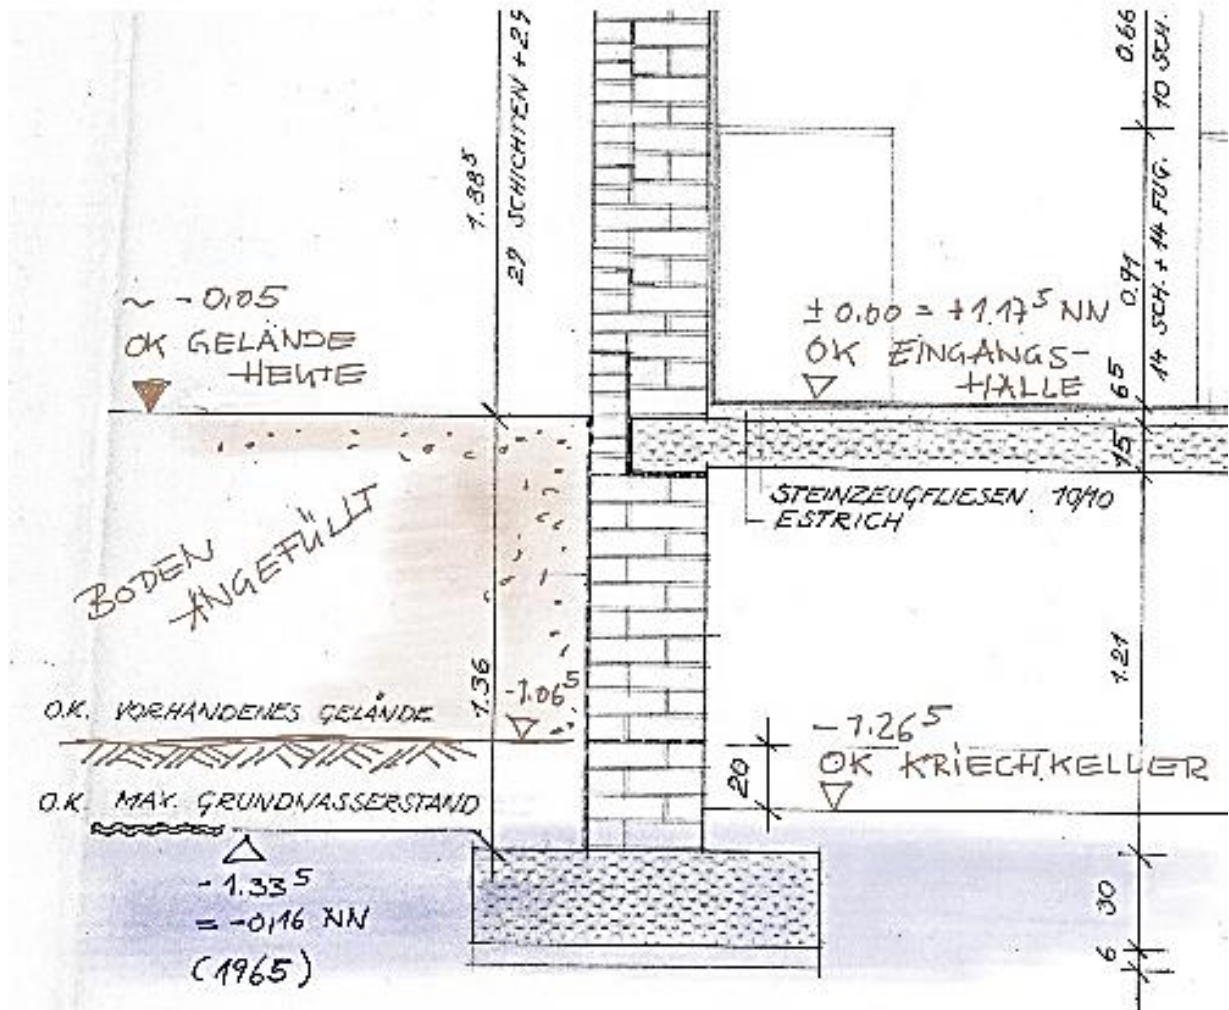 1.88⁵
27 SCHICHTEN + 29
0.66
10 SCH.
0.91
14 SCH. + 14 FUG.
65
15
~ -0,05
OK GELÄNDE
HEUTE
± 0.00 = +1.17⁵ NN
OK EINGANGS-
HALLE
STEINZEUGFLIESEN 10/10
ESTRICH
BODEN
ANGEFÜLLT
1.36
1.21
-1.06⁵
O.K. VORHANDENES GELÄNDE
-1.26⁵
OK KRIECHKELLER
20
O.K. MAX. GRUNDWASSERSTAND
-1.33⁵
= -0,16 NN
(1965)
30
6